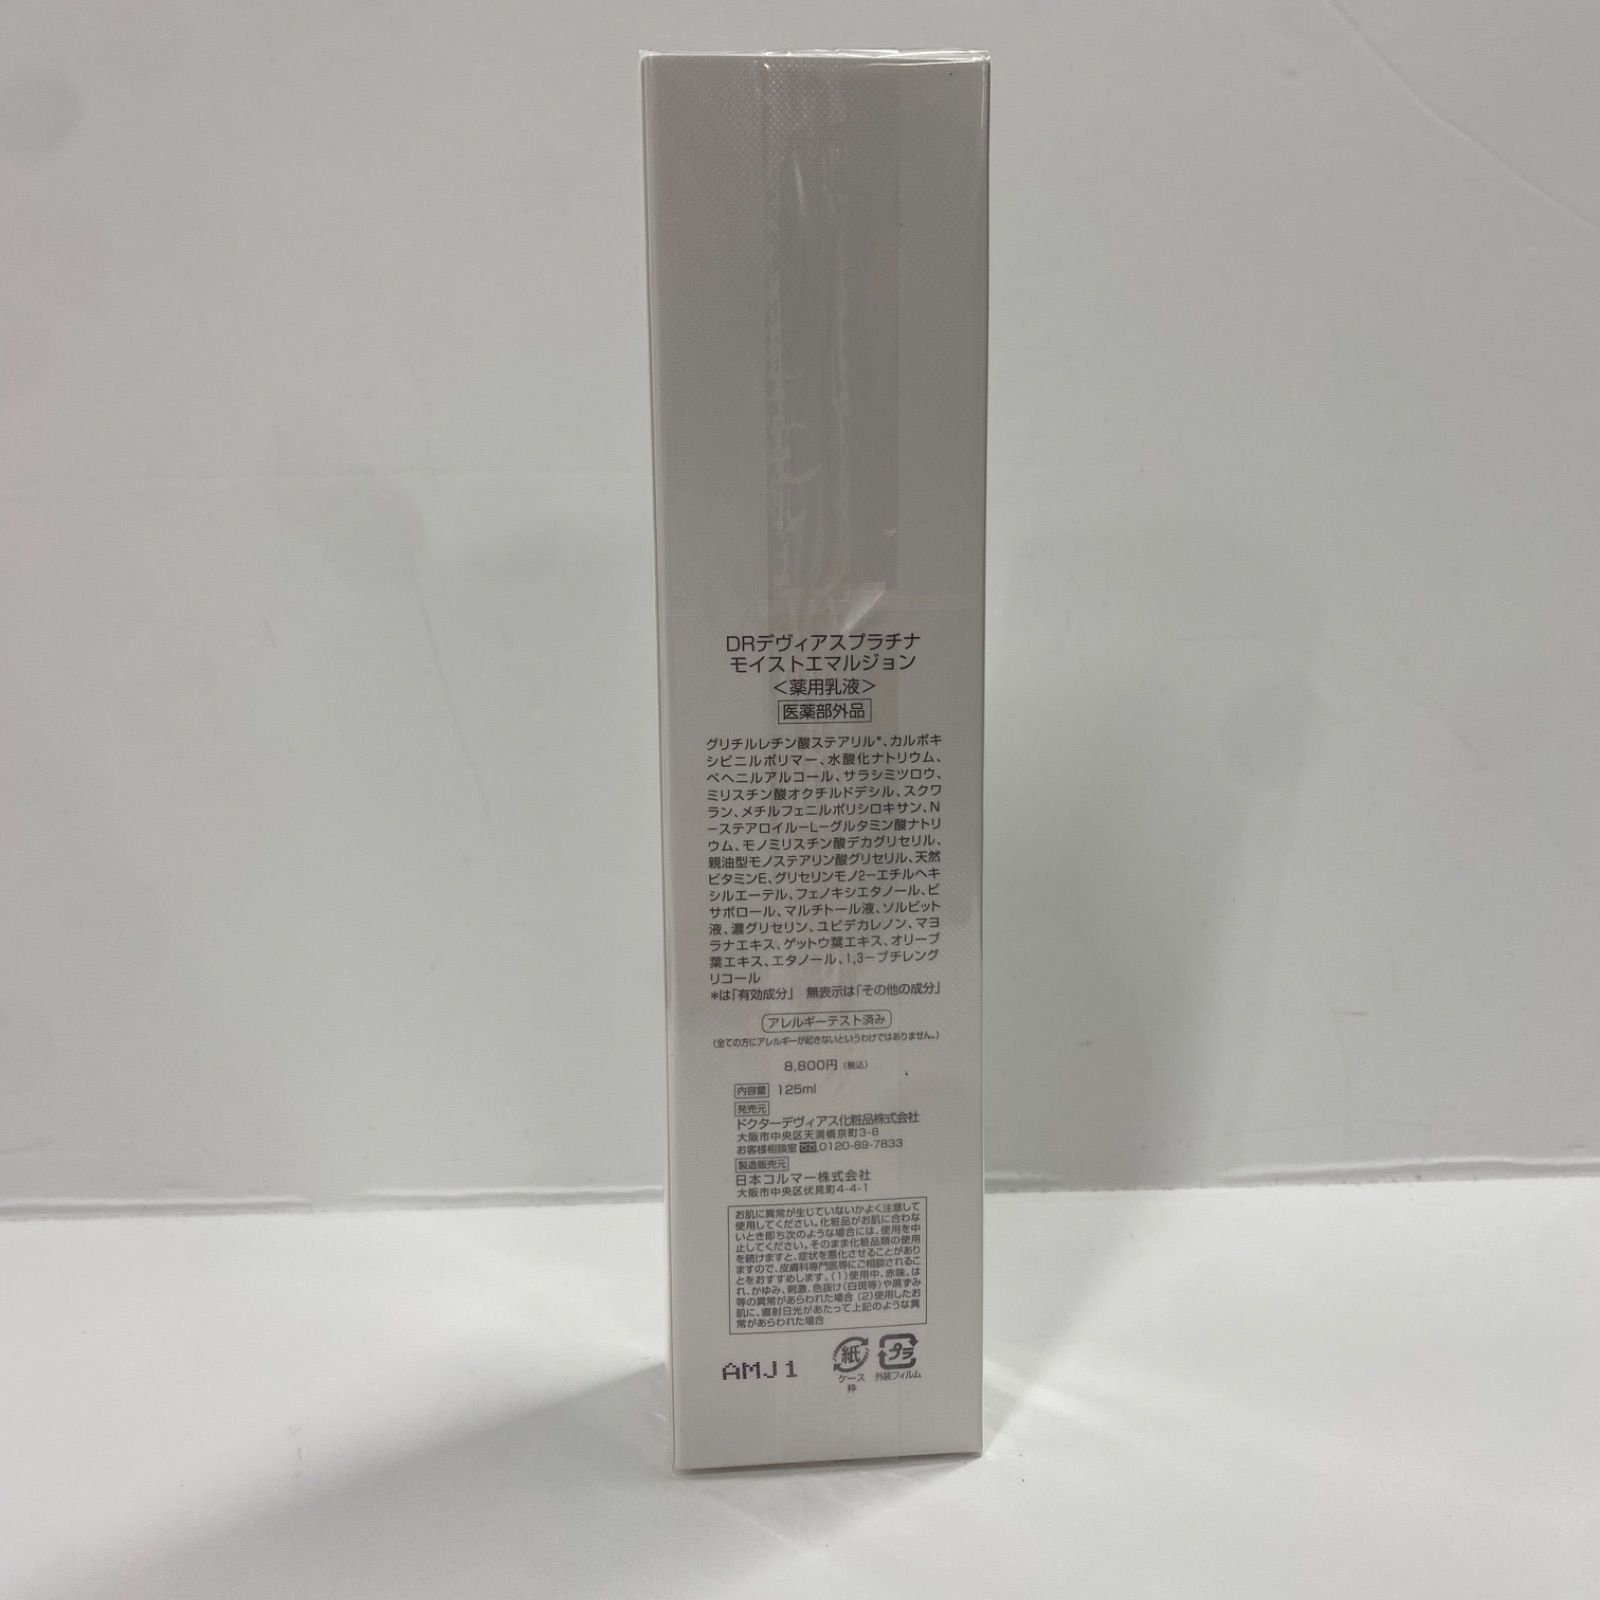 DRデヴィアスプラチナ
モイストエマルジョン
＜薬用乳液＞
医薬部外品
グリチルレチン酸ステアリル*、カルボキ
シビニルポリマー、水酸化ナトリウム、
ベヘニルアルコール、サラシミツロウ、
ミリスチン酸オクチルドデシル、スクワ
ラン、メチルフェニルポリシロキサン、N
−ステアロイル−L−グルタミン酸ナトリ
ウム、モノミリスチン酸デカグリセリル、
親油型モノステアリン酸グリセリル、天然
ビタミンE、グリセリンモノ2−エチルヘキ
シルエーテル、フェノキシエタノール、ビ
サボロール、マルチトール液、ソルビット
液、濃グリセリン、ユビデカレノン、マヨ
ラナエキス、ゲットウ葉エキス、オリーブ
葉エキス、エタノール、1,3−ブチレング
リコール
*は「有効成分」 無表示は「その他の成分」
アレルギーテスト済み
（全ての方にアレルギーが起きないというわけではありません。）
8,800円（税込）
内容量 125ml
発売元
ドクターデヴィアス化粧品株式会社
大阪市中央区天満橋京町3-8
お客様相談室 0120-89-7833
製造販売元
日本コルマー株式会社
大阪市中央区伏見町4-4-1
お肌に異常が生じていないかよく注意して
使用してください。化粧品がお肌に合わな
いとき即ち次のような場合には、使用を中
止してください。そのまま化粧品類の使用
を続けますと、症状を悪化させることがあり
ますので、皮膚科専門医等にご相談されるこ
とをおすすめします。（1）使用中、赤味、は
れ、かゆみ、刺激、色抜け（白斑等）や黒ずみ
等の異常があらわれた場合（2）使用したお
肌に、直射日光があたって上記のような異
常があらわれた場合
AMJ1
紙 プラ
ケース 外装フィルム
枠